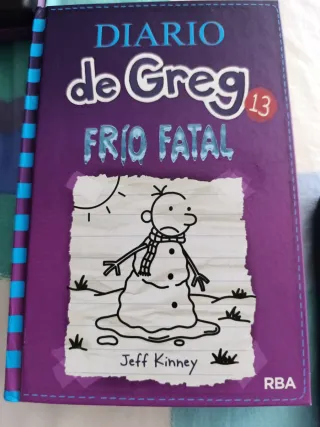 DIARIO
de Greg 13
FRÍO FATAL
Jeff Kinney
RBA